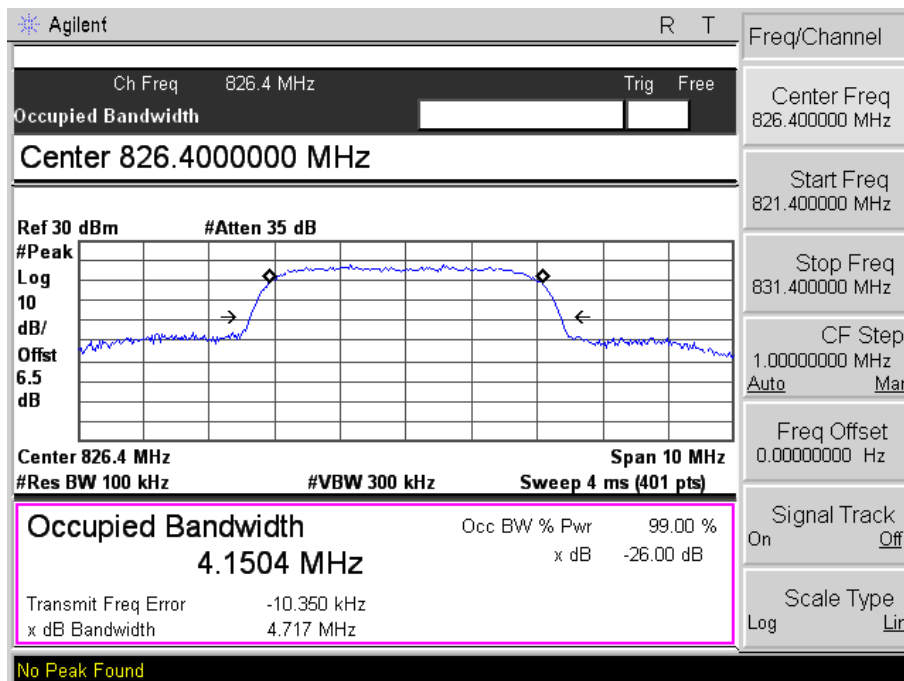 Agilent R T
Ch Freq 826.4 MHz Trig Free
Occupied Bandwidth
Center 826.4000000 MHz
Ref 30 dBm #Atten 35 dB
#Peak
Log
10
dB/
Offst
6.5
dB
Center 826.4 MHz Span 10 MHz
#Res BW 100 kHz #VBW 300 kHz Sweep 4 ms (401 pts)
Occupied Bandwidth Occ BW % Pwr 99.00 %
4.1504 MHz x dB -26.00 dB
Transmit Freq Error -10.350 kHz
x dB Bandwidth 4.717 MHz
No Peak Found
Freq/Channel
Center Freq
826.400000 MHz
Start Freq
821.400000 MHz
Stop Freq
831.400000 MHz
CF Step
1.00000000 MHz
Auto Mar
Freq Offset
0.00000000 Hz
Signal Track
On Off
Scale Type
Log Lin